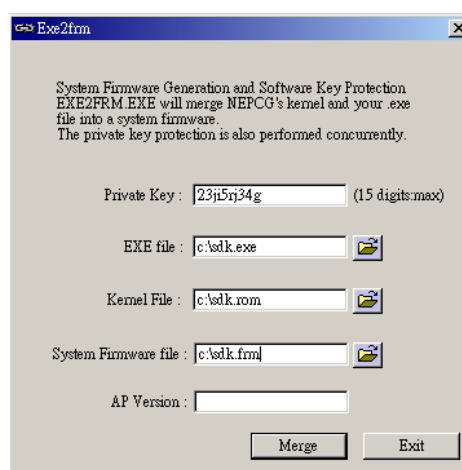 Exe2frm
System Firmware Generation and Software Key Protection
EXE2FRM.EXE will merge NEPCG's kernel and your .exe
file into a system firmware.
The private key protection is also performed concurrently.
Private Key : 23ji5rj34g (15 digits:max)
EXE file : c:\sdk.exe
Kernel File : c:\sdk.rom
System Firmware file : c:\sdk.frm
AP Version :
Merge Exit